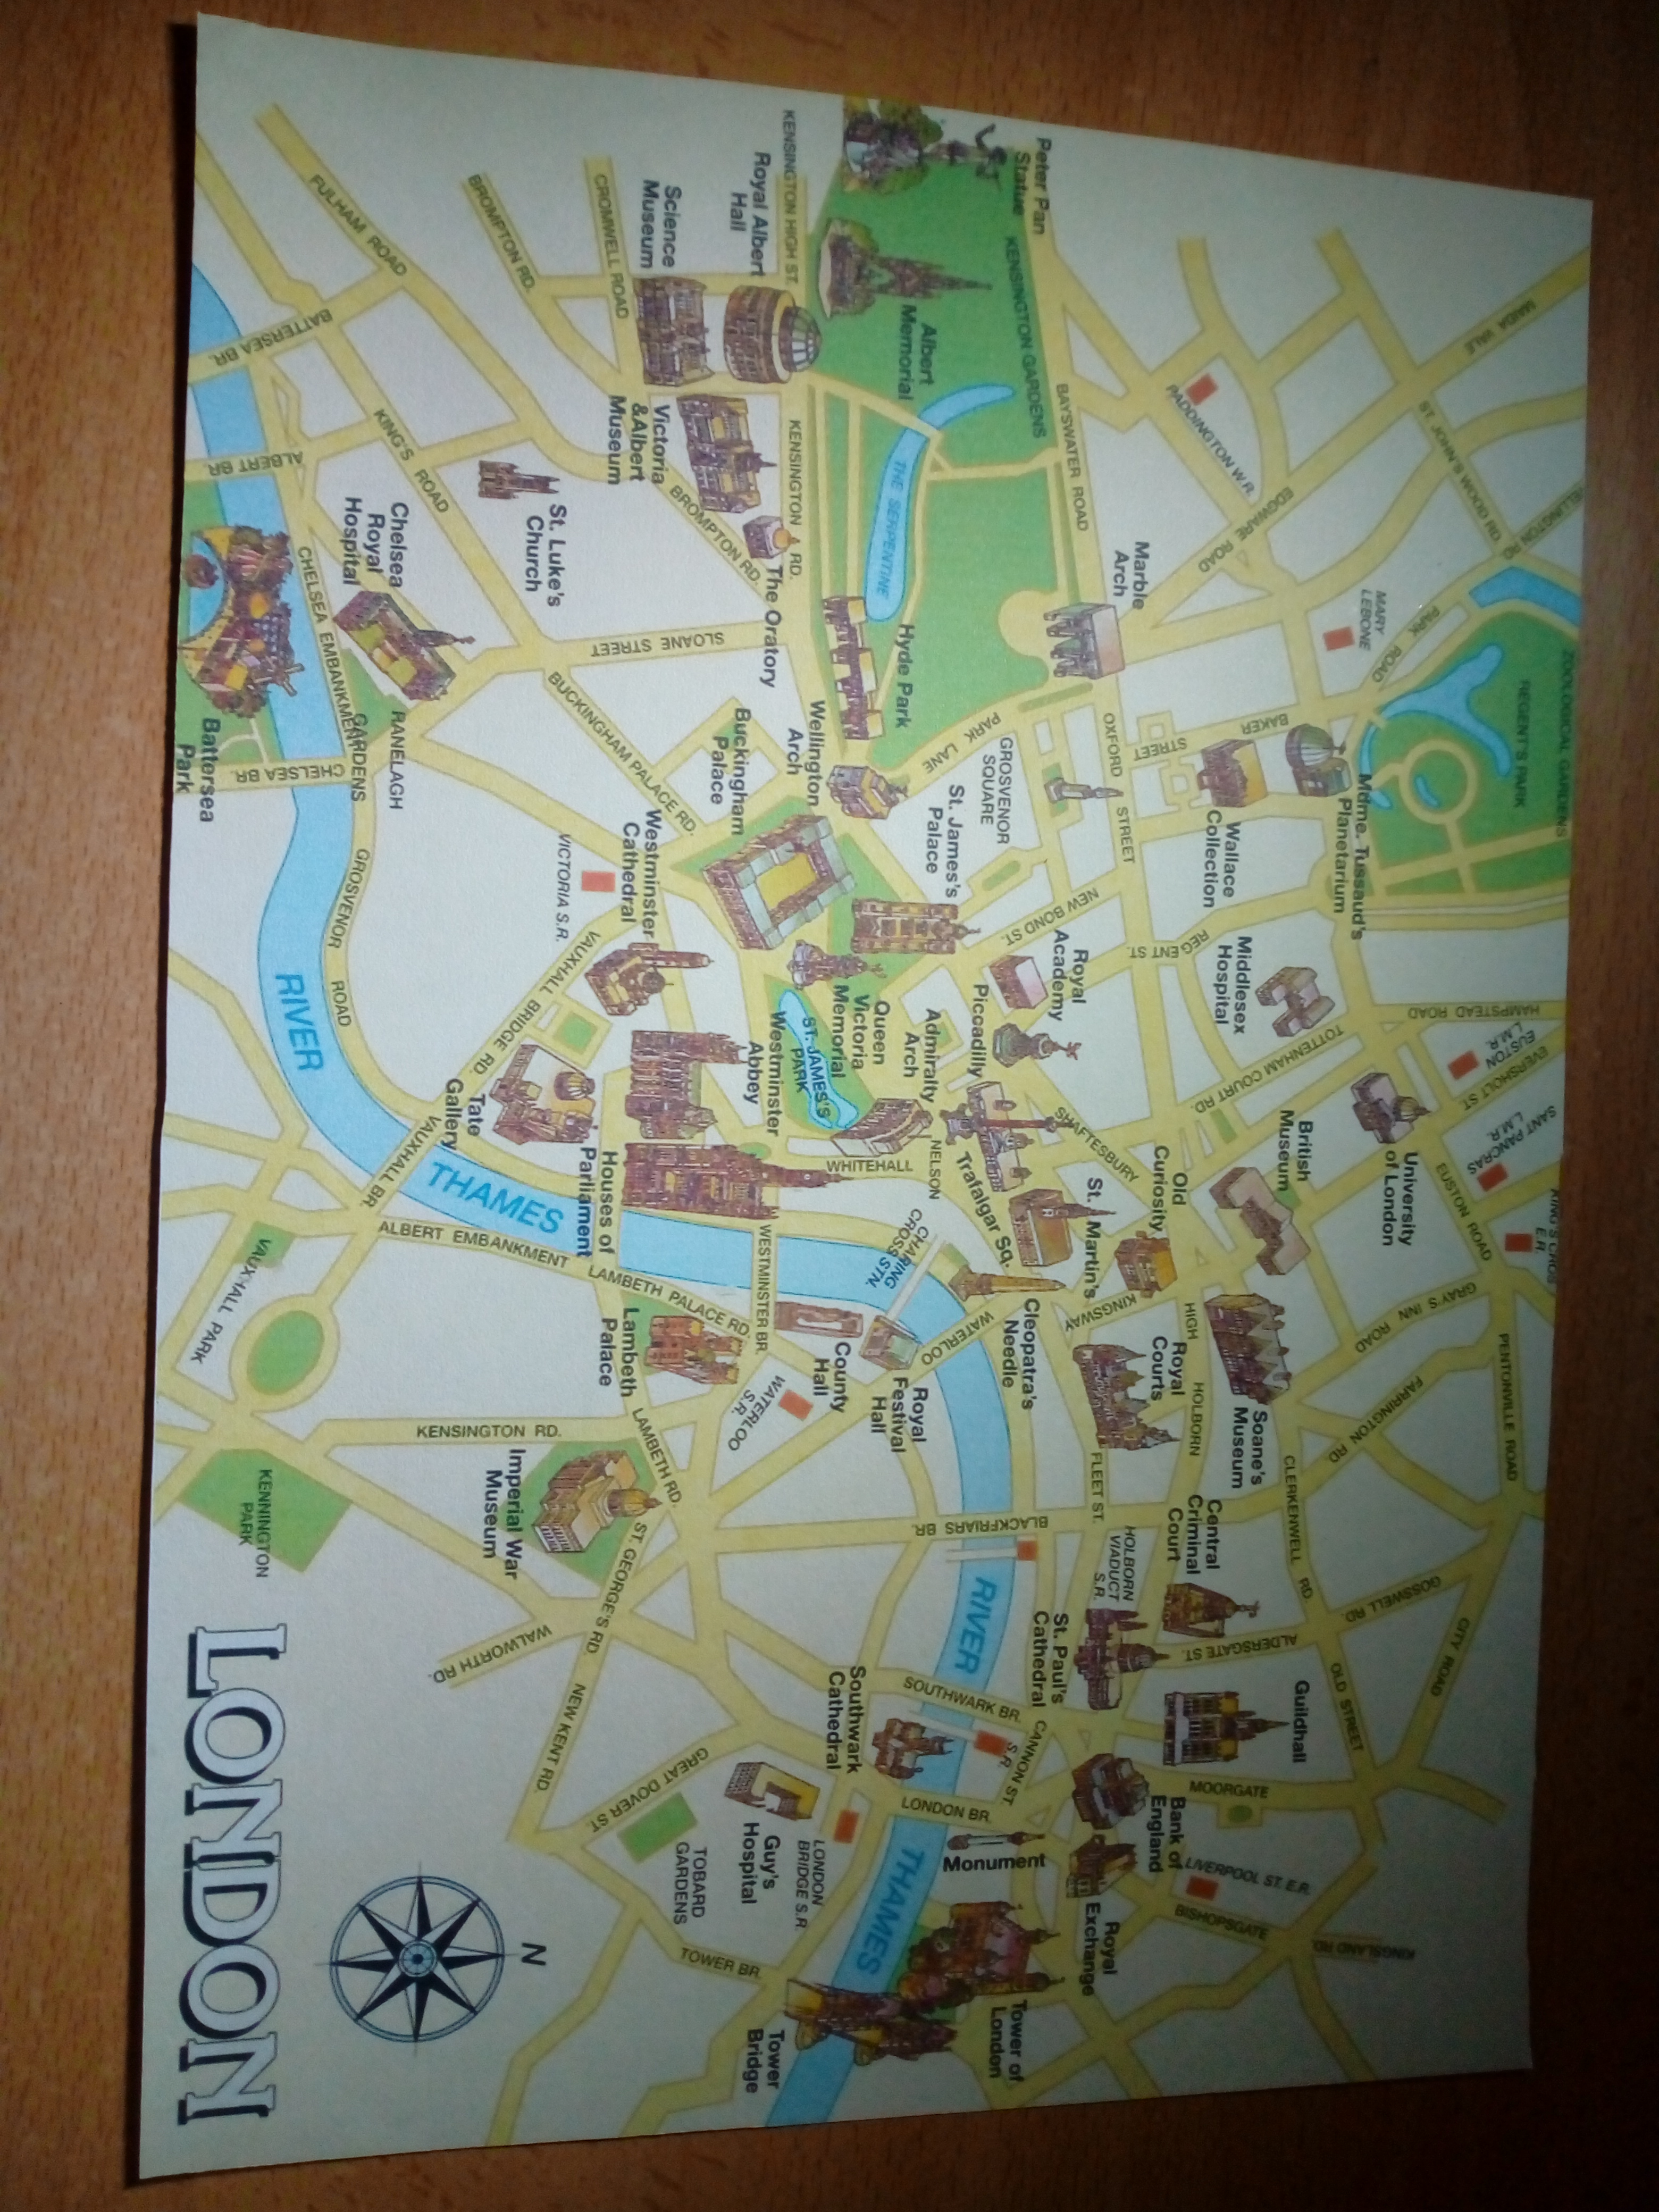 ZOOLOGICAL GARDENS
REGENT'S PARK
MAIDA VALE
ELLINGTON RD.
ST. JOHN'S WOOD RD.
PARK ROAD
HAMPSTEAD ROAD
EVERSHOLT ST.
EUSTON
L.M.R.
SANT PANCRAS
L.M.R.
KING'S CROS
E.R.
EUSTON ROAD
PENTONVILLE ROAD
CITY ROAD
GRAY'S INN ROAD
FARRINGTON RD.
GOSSWELL RD.
OLD STREET
KINGSLAND RD.
MARY
LEBONE
Mdme. Tussaud's
Planetarium
University
of London
TOTTENHAM COURT RD.
British
Museum
Soane's
Museum
CLERKENWELL RD.
Guildhall
ALDERSGATE ST.
MOORGATE
LIVERPOOL ST. E.R.
BISHOPSGATE
EDGWARE ROAD
PADDINGTON W.R.
BAKER
STREET
Wallace
Collection
Middlesex
Hospital
REGENT ST.
HIGH HOLBORN
Central
Criminal
Court
Old
Curiosity
Royal
Courts
Bank of
England
Marble
Arch
OXFORD STREET
SHAFTESBURY
KINGSWAY
FLEET ST.
HOLBORN
VIADUCT
S.R.
Royal
Exchange
BAYSWATER ROAD
NEW BOND ST.
Royal
Academy
St. Martin's
St. Paul's
Cathedral
CANNON ST.
S.R.
Monument
Tower of
London
Peter Pan
Statue
KENSINGTON GARDENS
GROSVENOR
SQUARE
PARK LANE
Piccadilly
Trafalgar Sq.
Cleopatra's
Needle
WATERLOO
BLACKFRIARS BR.
RIVER
SOUTHWARK BR.
LONDON BR.
THAMES
Albert
Memorial
THE SERPENTINE
Hyde Park
St. James's
Palace
Admiralty
Arch
NELSON
WHITEHALL
CHARING
CROSS STN.
Royal
Festival
Hall
Queen
Victoria
Memorial
ST. JAMES'S
PARK
County
Hall
WATERLOO
S.R.
Southwark
Cathedral
LONDON
BRIDGE S.R.
Guy's
Hospital
Tower
Bridge
Wellington
Arch
KENSINGTON HIGH ST.
KENSINGTON RD.
The Oratory
Royal Albert
Hall
BROMPTON RD.
Buckingham
Palace
Westminster
Abbey
WESTMINSTER BR.
LAMBETH PALACE RD.
TOBARD
GARDENS
TOWER BR.
GREAT DOVER ST
Science
Museum
Victoria
&Albert
Museum
CROMWELL ROAD
SLOANE STREET
BUCKINGHAM PALACE RD.
Westminster
Cathedral
VICTORIA S.R.
Houses of
Parliament
Lambeth
Palace
LAMBETH RD.
ST. GEORGE'S RD
NEW KENT RD.
Imperial War
Museum
WALWORTH RD.
KENSINGTON RD.
St. Luke's
Church
BROMPTON RD.
VAUXHALL BRIDGE RD.
Tate
Gallery
THAMES
ALBERT EMBANKMENT
N
KING'S ROAD
FULHAM ROAD
Chelsea
Royal
Hospital
RANELAGH
GARDENS
CHELSEA EMBANKMENT
GROSVENOR ROAD
VAUXHALL BR.
RIVER
BATTERSEA BR.
ALBERT BR.
CHELSEA BR.
Battersea
Park
VAUXHALL PARK
KENNINGTON
PARK
LONDON